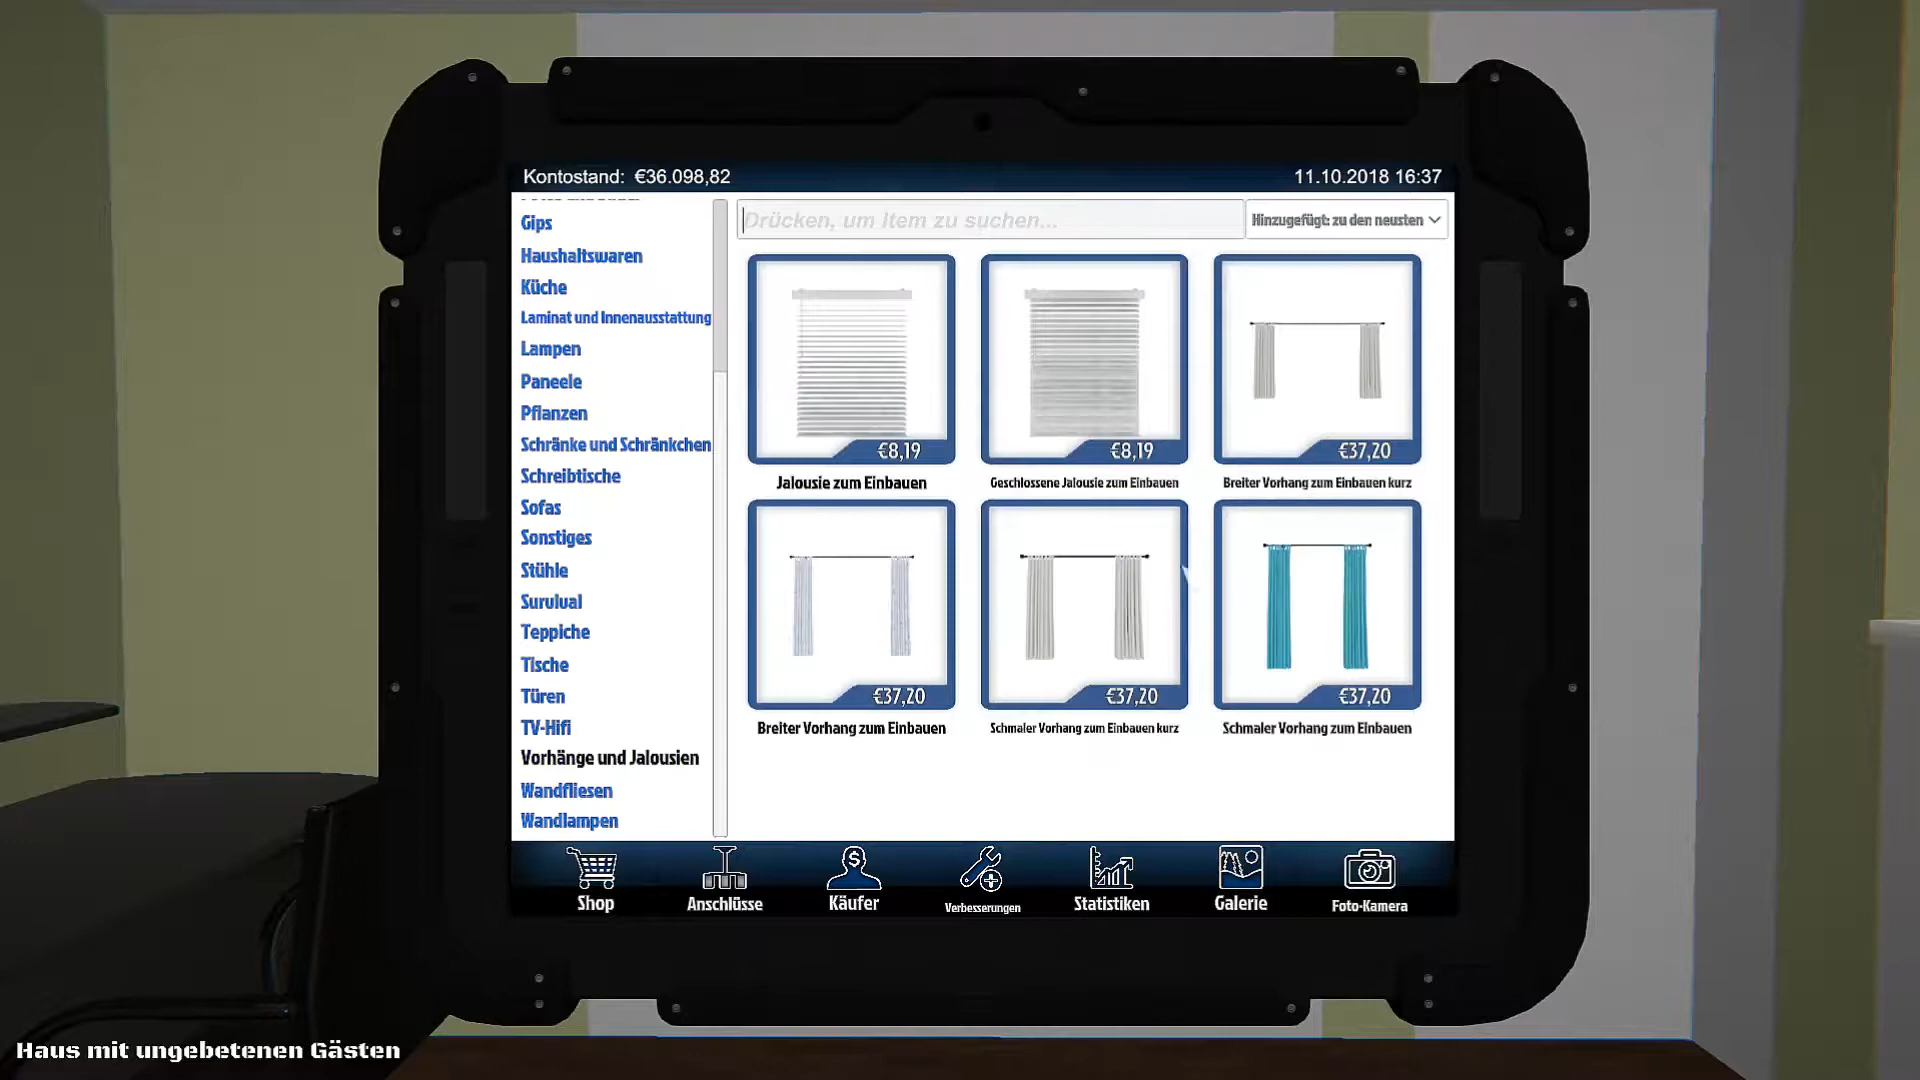 Kontostand: €36.098,82
11.10.2018 16:37
Gips
Haushaltswaren
Küche
Laminat und Innenausstattung
Lampen
Paneele
Pflanzen
Schränke und Schränkchen
Schreibtische
Sofas
Sonstiges
Stühle
Survival
Teppiche
Tische
Türen
TV-Hifi
Vorhänge und Jalousien
Wandfliesen
Wandlampen
Drücken, um Item zu suchen...
Hinzugefügt: zu den neusten
€8,19
€8,19
€37,20
Jalousie zum Einbauen
Geschlossene Jalousie zum Einbauen
Breiter Vorhang zum Einbauen kurz
€37,20
€37,20
€37,20
Breiter Vorhang zum Einbauen
Schmaler Vorhang zum Einbauen kurz
Schmaler Vorhang zum Einbauen
Shop
Anschlüsse
Käufer
Verbesserungen
Statistiken
Galerie
Foto-Kamera
Haus mit ungebetenen Gästen